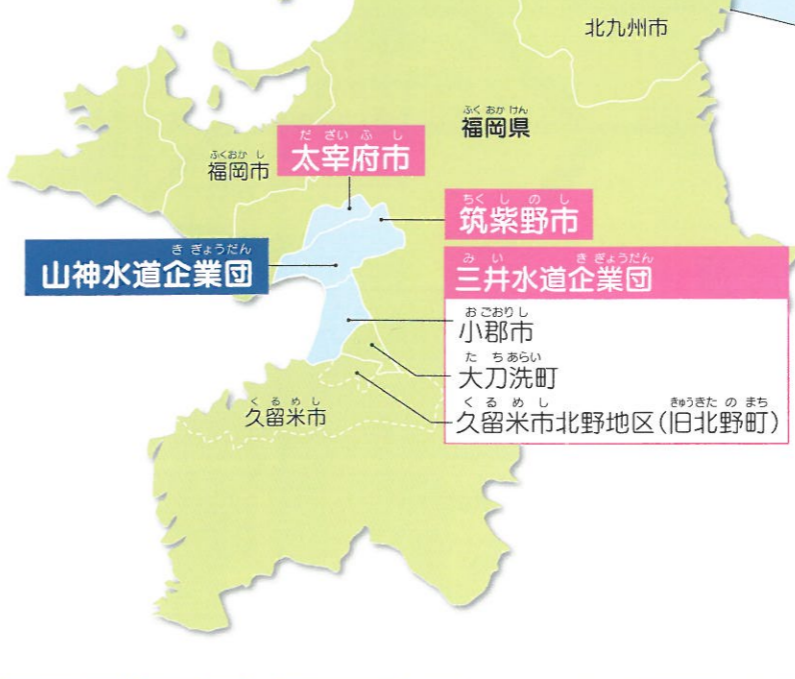 北九州市
ふくおかけん
福岡県
だざいふし
太宰府市
ふくおかし
福岡市
ちくしのし
筑紫野市
きぎょうだん
山神水道企業団
みい きぎょうだん
三井水道企業団
おごおりし
小郡市
たちあらい
大刀洗町
くるめし きゅうきたのまち
久留米市北野地区(旧北野町)
くるめし
久留米市